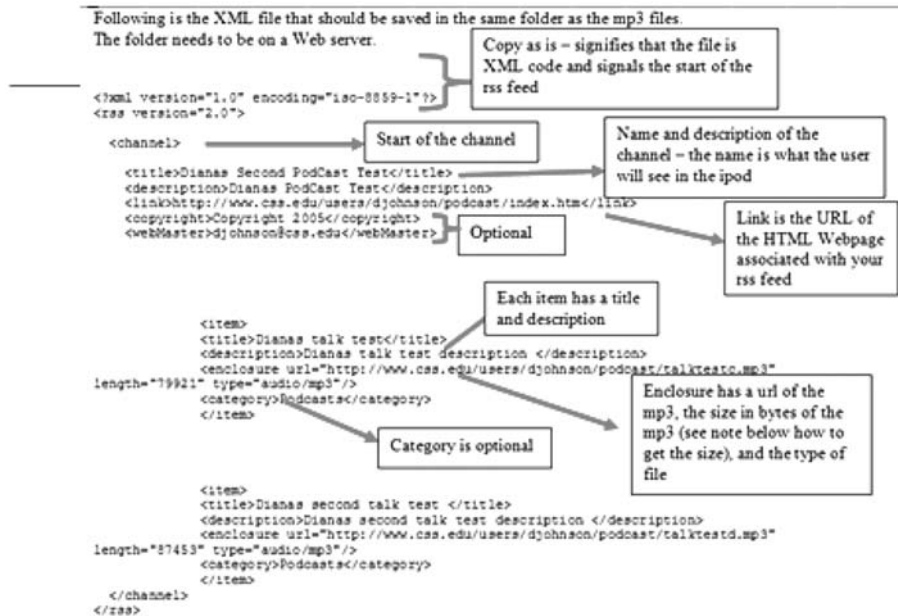 Following is the XML file that should be saved in the same folder as the mp3 files.
The folder needs to be on a Web server.
Copy as is – signifies that the file is
XML code and signals the start of the
rss feed
<?xml version="1.0" encoding="iso-8859-1"?>
<rss version="2.0">
<channel>
Start of the channel
Name and description of the
channel – the name is what the user
will see in the ipod
<title>Dianas Second PodCast Test</title>
<description>Dianas PodCast Test</description>
<link>http://www.css.edu/users/djohnson/podcast/index.htm</link>
<copyright>Copyright 2005</copyright>
<webMaster>djohnson@css.edu</webMaster>
Optional
Link is the URL of
the HTML Webpage
associated with your
rss feed
Each item has a title
and description
<item>
<title>Dianas talk test</title>
<description>Dianas talk test description </description>
<enclosure url="http://www.css.edu/users/djohnson/podcast/talktestc.mp3"
length="79921" type="audio/mp3"/>
<category>Podcasts</category>
</item>
Enclosure has a url of the
mp3, the size in bytes of the
mp3 (see note below how to
get the size), and the type of
file
Category is optional
<item>
<title>Dianas second talk test </title>
<description>Dianas second talk test description </description>
<enclosure url="http://www.css.edu/users/djohnson/podcast/talktestd.mp3"
length="87453" type="audio/mp3"/>
<category>Podcasts</category>
</item>
</channel>
</rss>